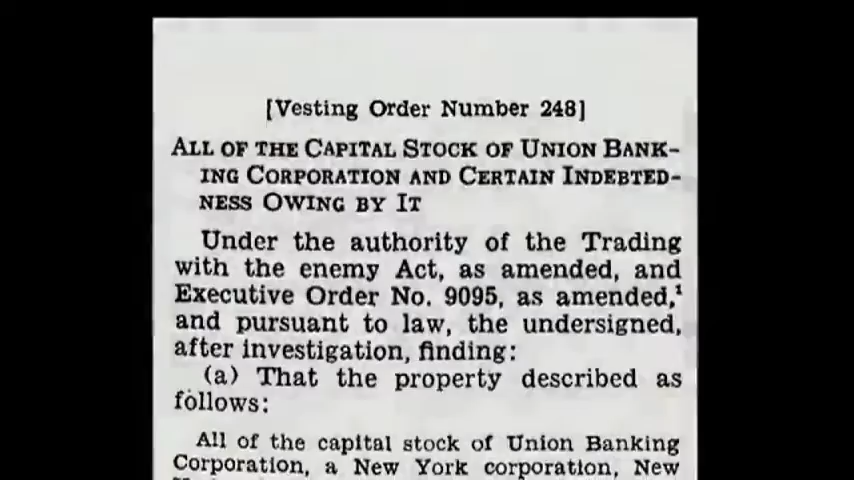 [Vesting Order Number 248]
ALL OF THE CAPITAL STOCK OF UNION BANK-
ING CORPORATION AND CERTAIN INDEBTED-
NESS OWING BY IT
Under the authority of the Trading
with the enemy Act, as amended, and
Executive Order No. 9095, as amended,¹
and pursuant to law, the undersigned,
after investigation, finding:
(a) That the property described as
follows:
All of the capital stock of Union Banking
Corporation, a New York corporation, New